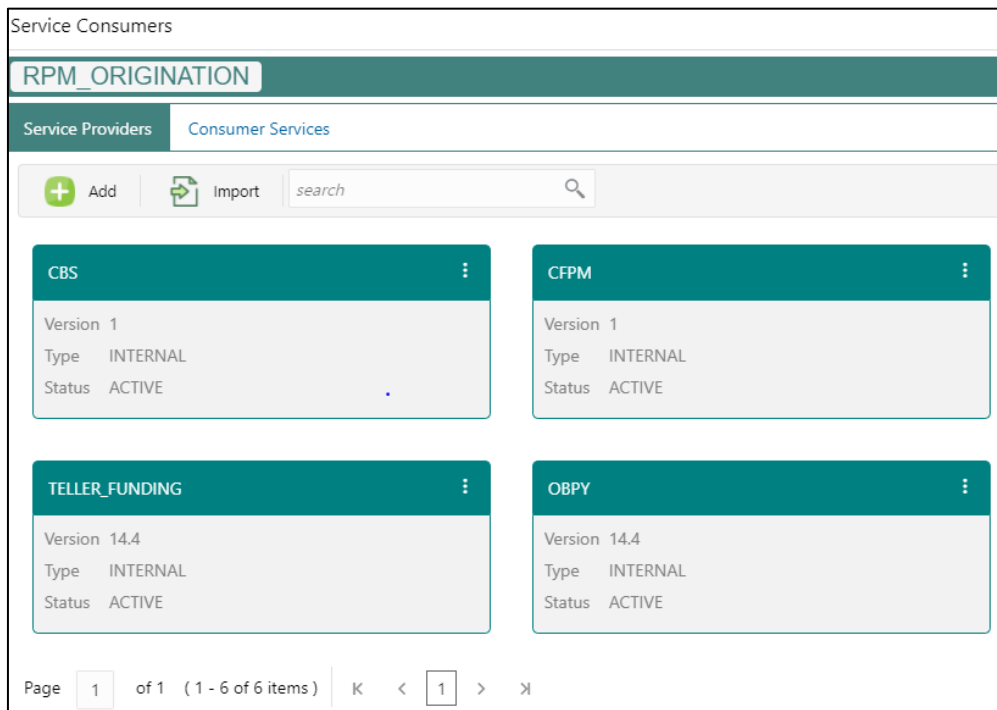 Service Consumers
RPM_ORIGINATION
Service Providers Consumer Services
Add Import search
CBS CFPM
Version 1 Version 1
Type INTERNAL Type INTERNAL
Status ACTIVE Status ACTIVE
TELLER_FUNDING OBPY
Version 14.4 Version 14.4
Type INTERNAL Type INTERNAL
Status ACTIVE Status ACTIVE
Page 1 of 1 ( 1 - 6 of 6 items ) K < 1 > >|